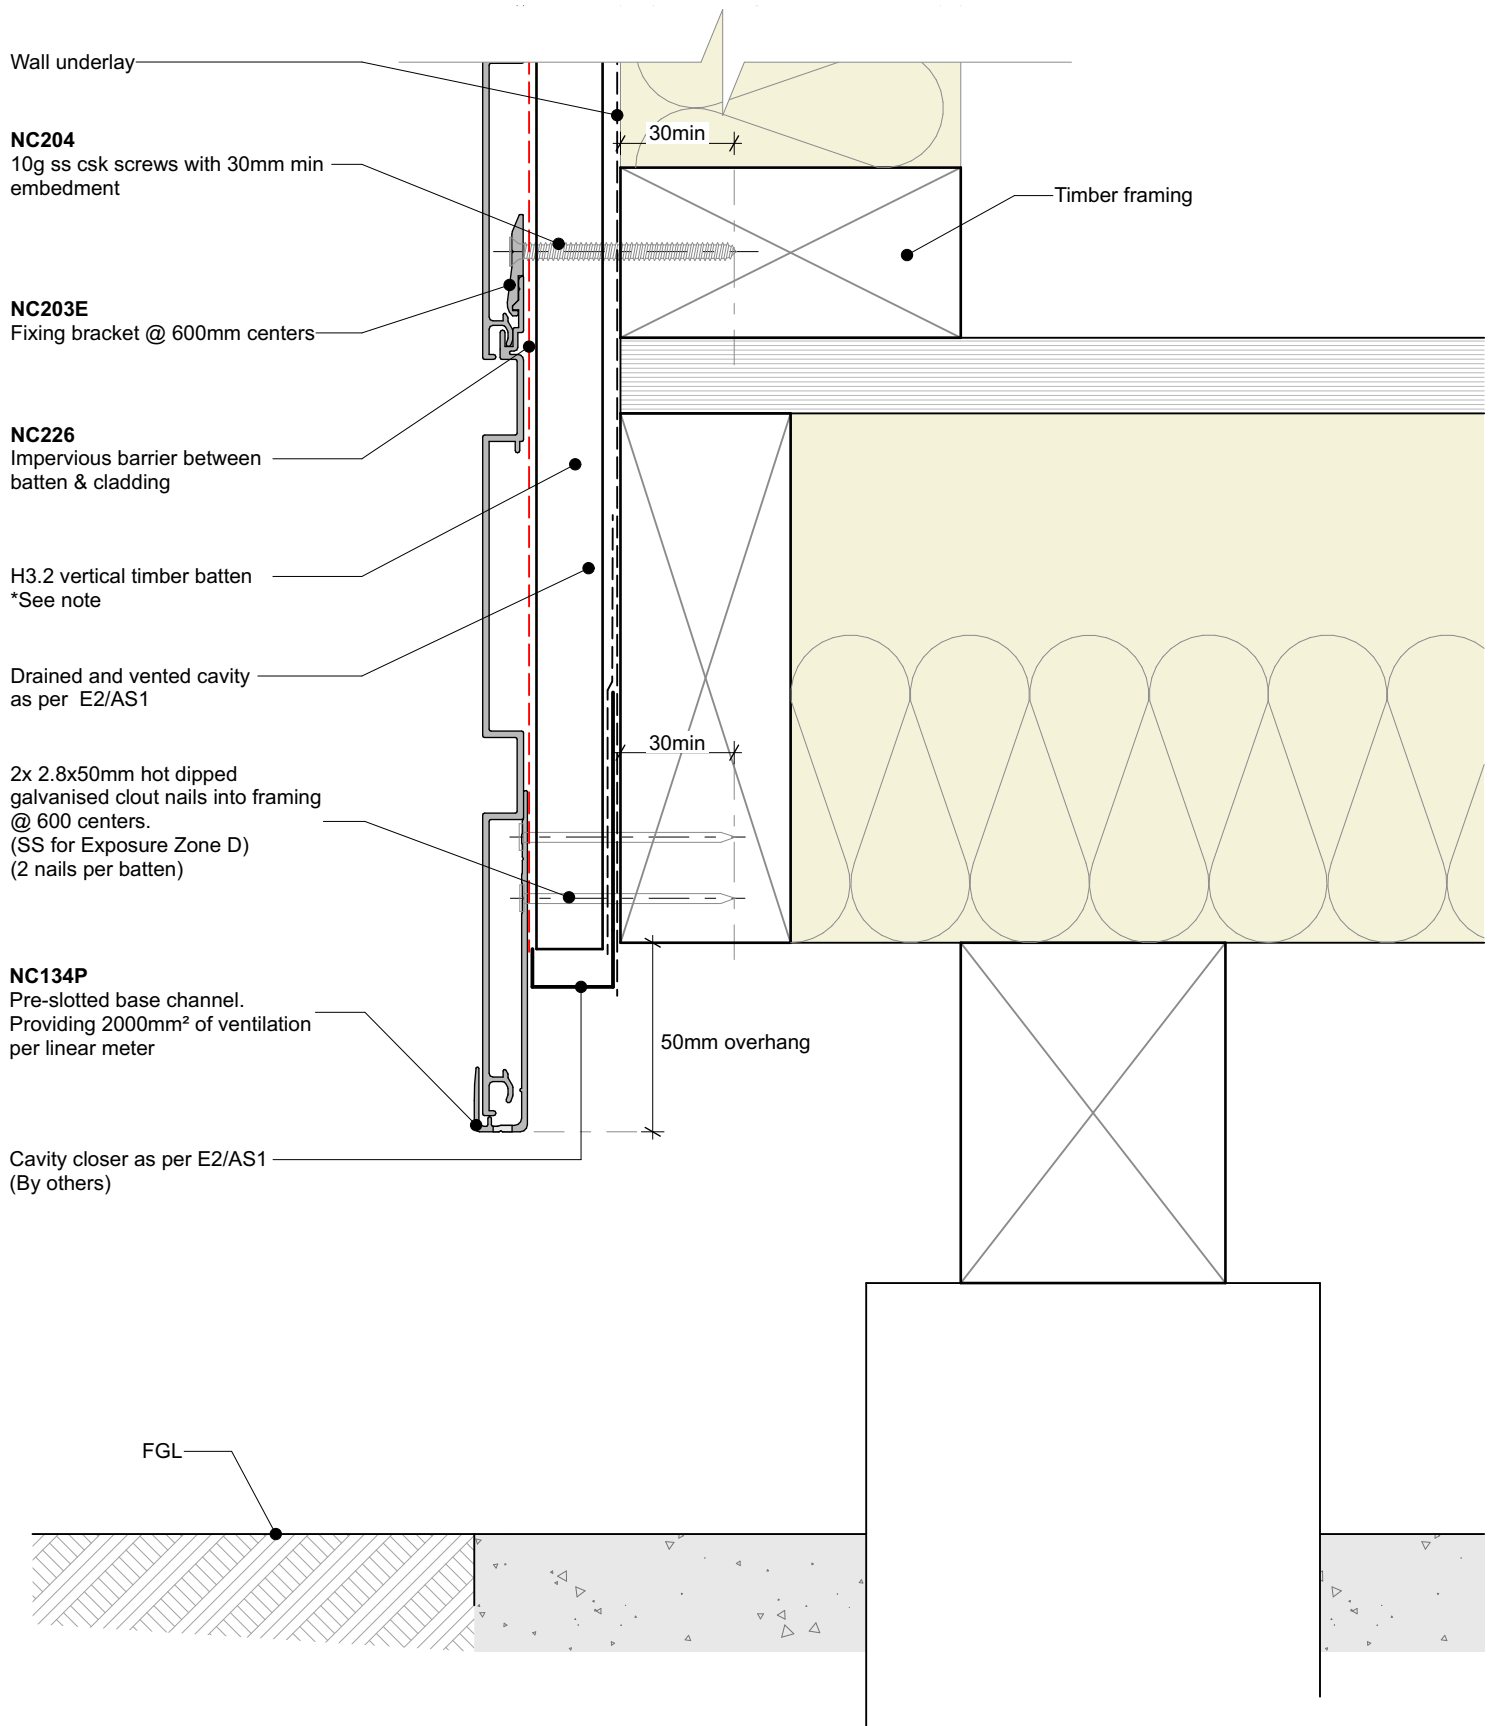 Wall underlay
30min
NC204
10g ss csk screws with 30mm min
embedment
Timber framing
NC203E
Fixing bracket @ 600mm centers
NC226
Impervious barrier between
batten & cladding
H3.2 vertical timber batten
*See note
Drained and vented cavity
as per E2/AS1
30min
2x 2.8x50mm hot dipped
galvanised clout nails into framing
@ 600 centers.
(SS for Exposure Zone D)
(2 nails per batten)
NC134P
Pre-slotted base channel.
Providing 2000mm² of ventilation
per linear meter
50mm overhang
Cavity closer as per E2/AS1
(By others)
FGL